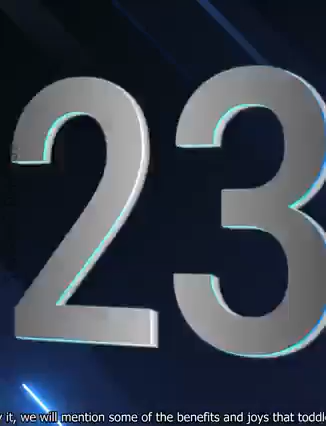 23
it, we will mention some of the benefits and joys that